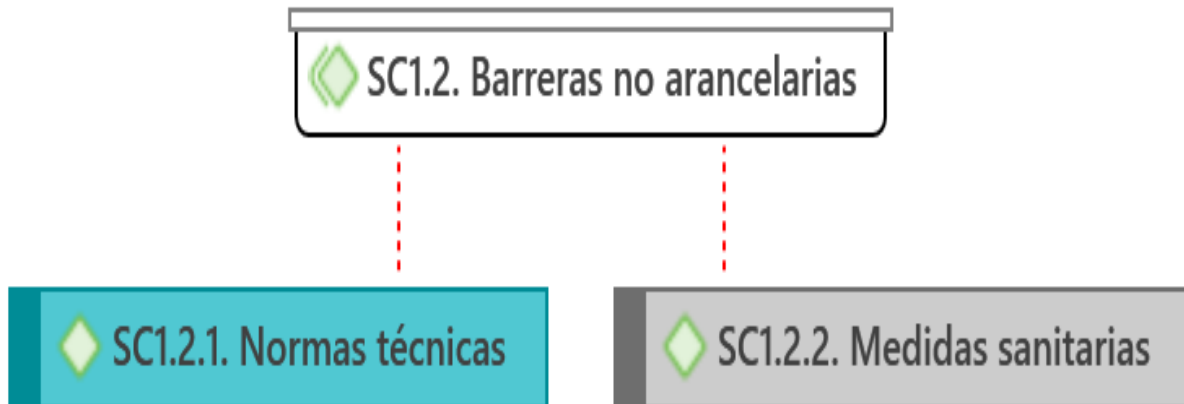 SC1.2. Barreras no arancelarias
SC1.2.1. Normas técnicas
SC1.2.2. Medidas sanitarias